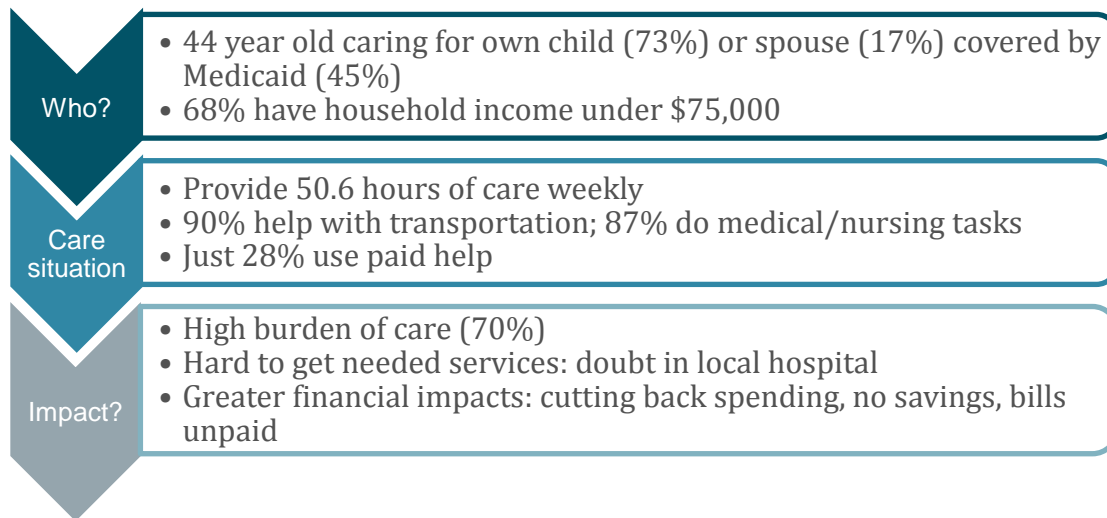 Who?
• 44 year old caring for own child (73%) or spouse (17%) covered by
Medicaid (45%)
• 68% have household income under $75,000
Care
situation
• Provide 50.6 hours of care weekly
• 90% help with transportation; 87% do medical/nursing tasks
• Just 28% use paid help
Impact?
• High burden of care (70%)
• Hard to get needed services: doubt in local hospital
• Greater financial impacts: cutting back spending, no savings, bills
unpaid